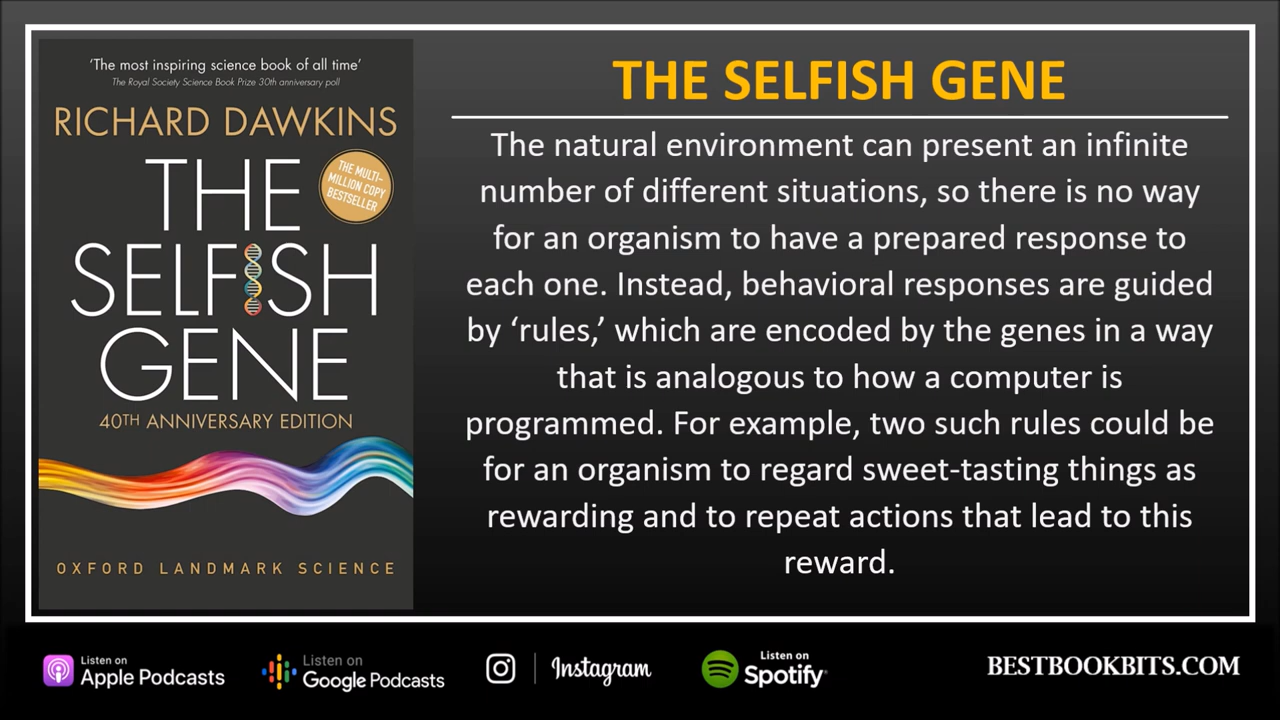 ‘The most inspiring science book of all time’
The Royal Society Science Book Prize 30th anniversary poll
RICHARD DAWKINS
THE
THE MULTI-
MILLION COPY
BESTSELLER
SELFISH
GENE
40TH ANNIVERSARY EDITION
OXFORD LANDMARK SCIENCE
THE SELFISH GENE
The natural environment can present an infinite
number of different situations, so there is no way
for an organism to have a prepared response to
each one. Instead, behavioral responses are guided
by ‘rules,’ which are encoded by the genes in a way
that is analogous to how a computer is
programmed. For example, two such rules could be
for an organism to regard sweet-tasting things as
rewarding and to repeat actions that lead to this
reward.
Listen on
Apple Podcasts
Listen on
Google Podcasts
Instagram
Listen on
Spotify
BESTBOOKBITS.COM